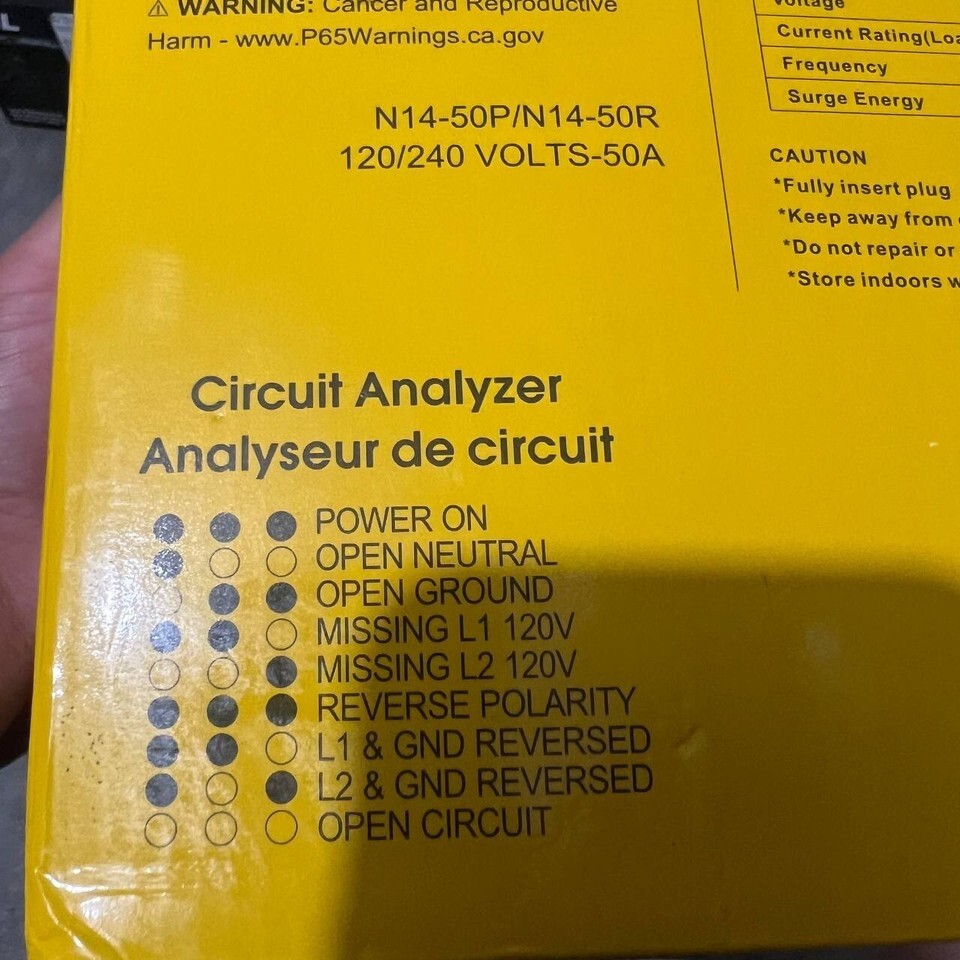 ⚠ WARNING: Cancer and Reproductive
Harm - www.P65Warnings.ca.gov
N14-50P/N14-50R
120/240 VOLTS-50A
Voltage
Current Rating(Loa
Frequency
Surge Energy
CAUTION
*Fully insert plug
*Keep away from
*Do not repair or
*Store indoors w
Circuit Analyzer
Analyseur de circuit
POWER ON
OPEN NEUTRAL
OPEN GROUND
MISSING L1 120V
MISSING L2 120V
REVERSE POLARITY
L1 & GND REVERSED
L2 & GND REVERSED
OPEN CIRCUIT